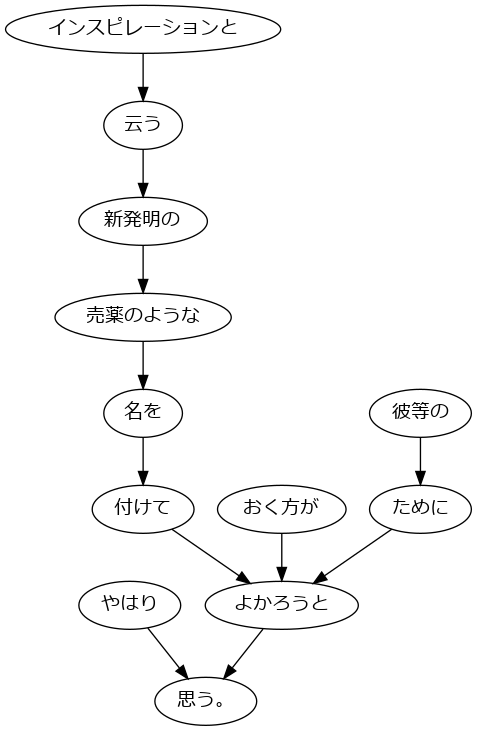 インスピレーションと
云う
新発明の
売薬のような
名を
彼等の
付けて
おく方が
ために
やはり
よかろうと
思う。